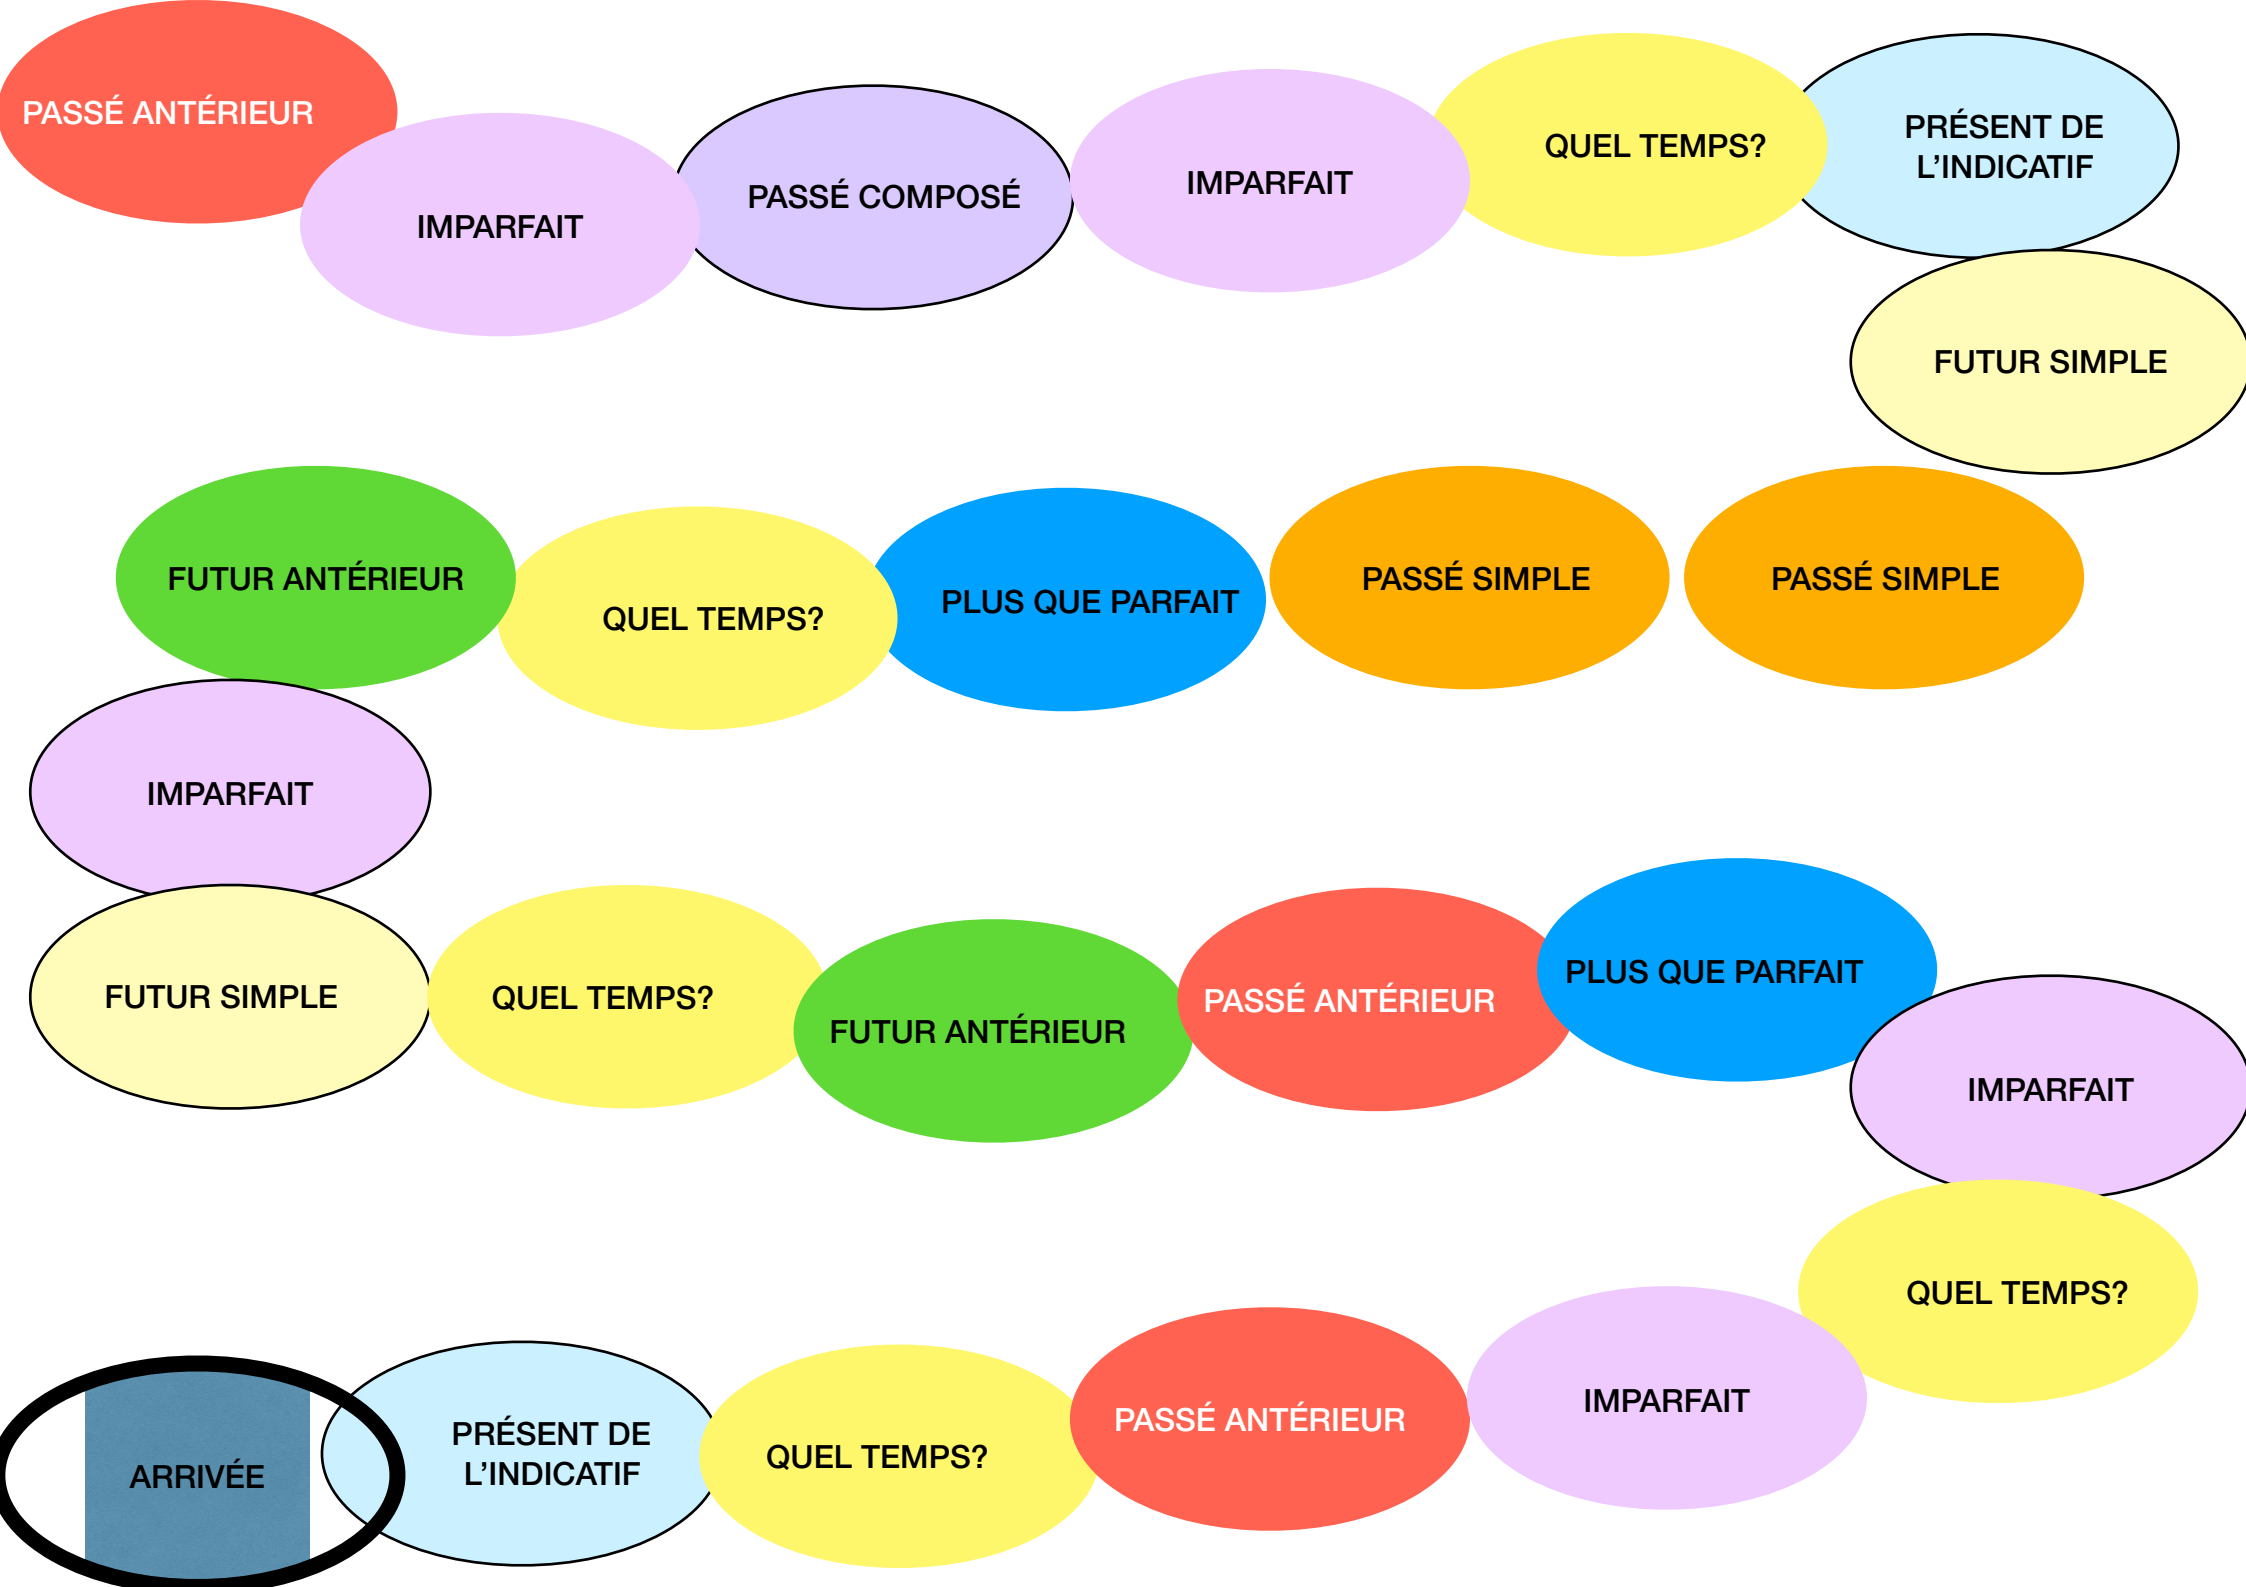 PASSÉ ANTÉRIEUR
IMPARFAIT
PASSÉ COMPOSÉ
IMPARFAIT
QUEL TEMPS?
PRÉSENT DE
L'INDICATIF
FUTUR SIMPLE
PASSÉ SIMPLE
PASSÉ SIMPLE
PLUS QUE PARFAIT
QUEL TEMPS?
FUTUR ANTÉRIEUR
IMPARFAIT
FUTUR SIMPLE
QUEL TEMPS?
FUTUR ANTÉRIEUR
PASSÉ ANTÉRIEUR
PLUS QUE PARFAIT
IMPARFAIT
QUEL TEMPS?
IMPARFAIT
PASSÉ ANTÉRIEUR
QUEL TEMPS?
PRÉSENT DE
L'INDICATIF
ARRIVÉE